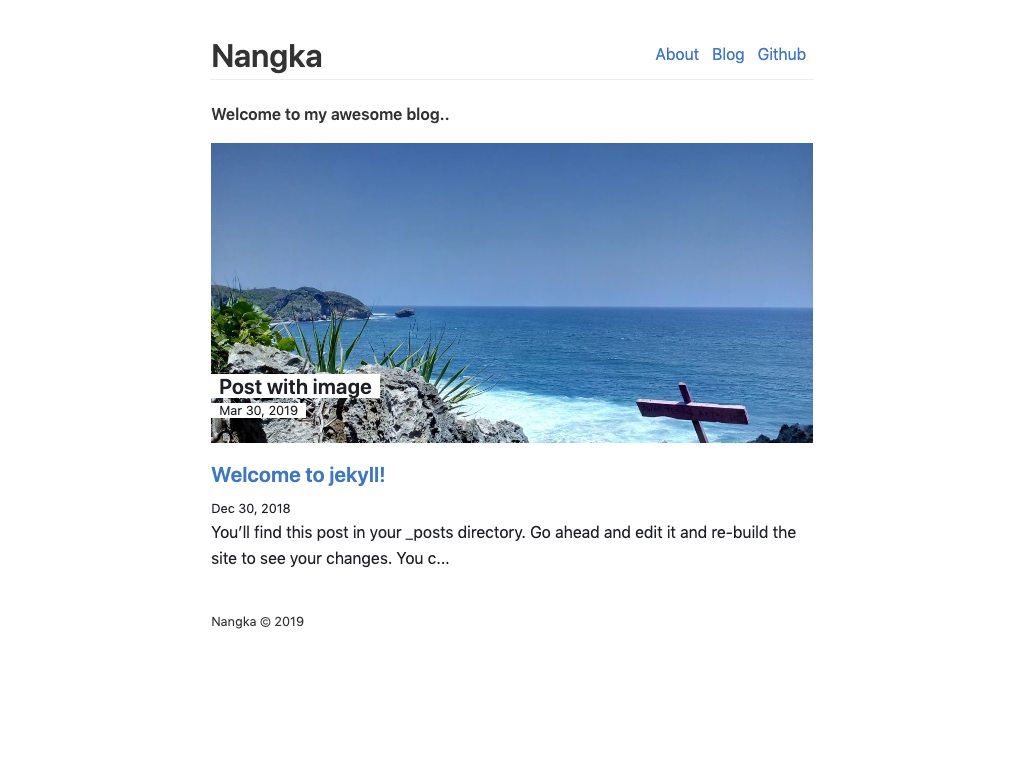 Nangka
About Blog Github
Welcome to my awesome blog..
Post with image
Mar 30, 2019
Welcome to jekyll!
Dec 30, 2018
You’ll find this post in your _posts directory. Go ahead and edit it and re-build the
site to see your changes. You c...
Nangka © 2019